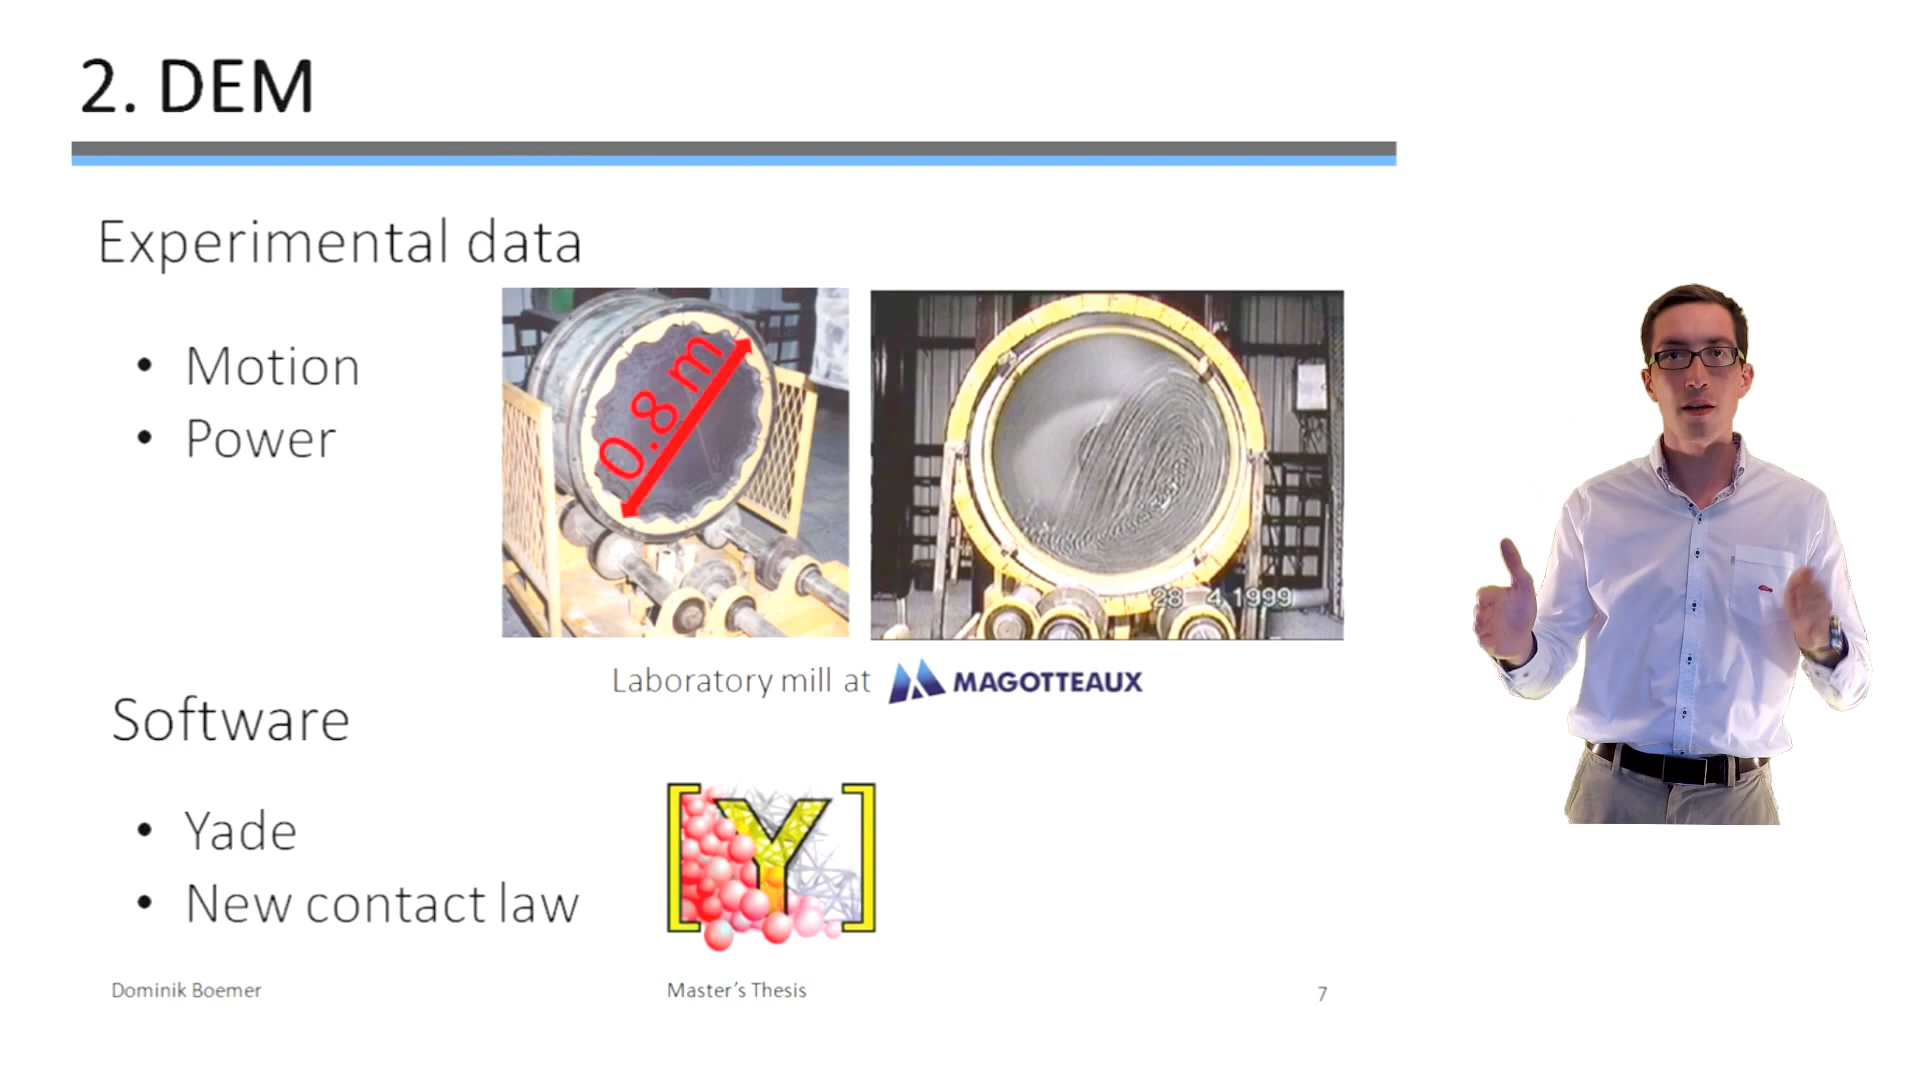 2. DEM
Experimental data
• Motion
• Power
0.8 m
28 4 1999
Laboratory mill at MAGOTTEAUX
Software
• Yade
• New contact law
[Y]
Dominik Boemer
Master's Thesis
7